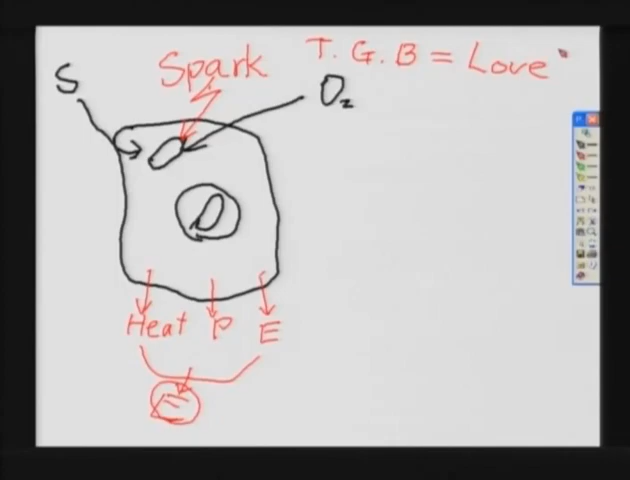 T. G. B = Love
Spark
S
O₂
Heat P E
E